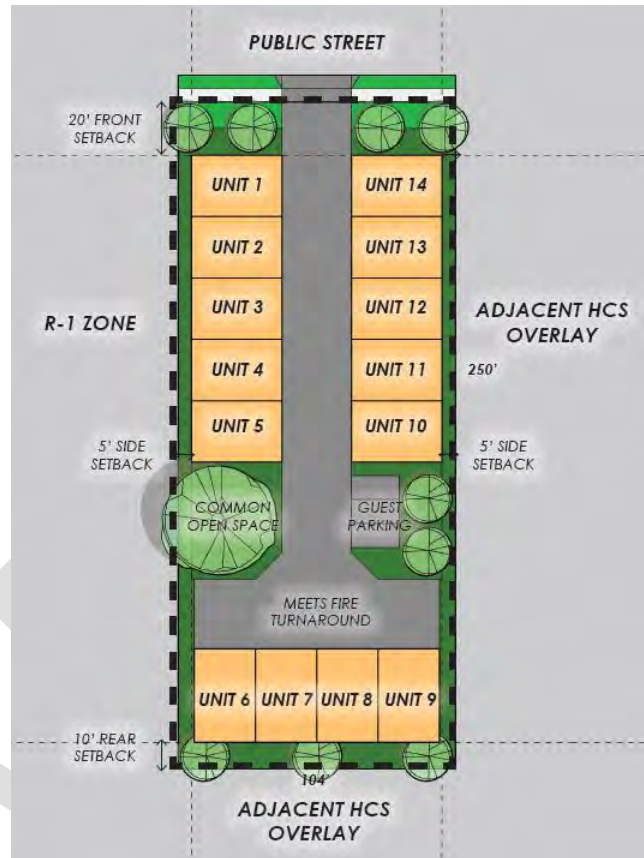 PUBLIC STREET
20' FRONT
SETBACK
UNIT 1
UNIT 14
UNIT 2
UNIT 13
UNIT 3
UNIT 12
R-1 ZONE
ADJACENT HCS
OVERLAY
UNIT 4
UNIT 11
250'
UNIT 5
UNIT 10
5' SIDE
SETBACK
5' SIDE
SETBACK
COMMON
OPEN SPACE
GUEST
PARKING
MEETS FIRE
TURNAROUND
UNIT 6
UNIT 7
UNIT 8
UNIT 9
10' REAR
SETBACK
104'
ADJACENT HCS
OVERLAY